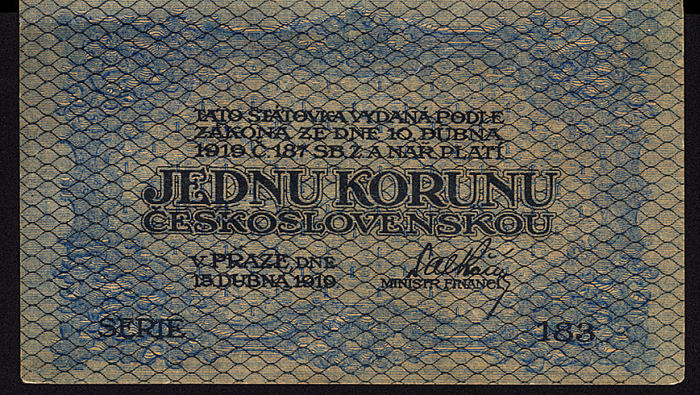 TATO STÁTOVKA VYDANÁ PODLE
ZÁKONA ZE DNE 10. DUBNA
1919 Č. 187 SB. Z. A NAŘ. PLATÍ
JEDNU KORUNU
ČESKOSLOVENSKOU
V PRAZE, DNE
15 DUBNA 1919
MINISTR FINANCÍ
SERIE 183